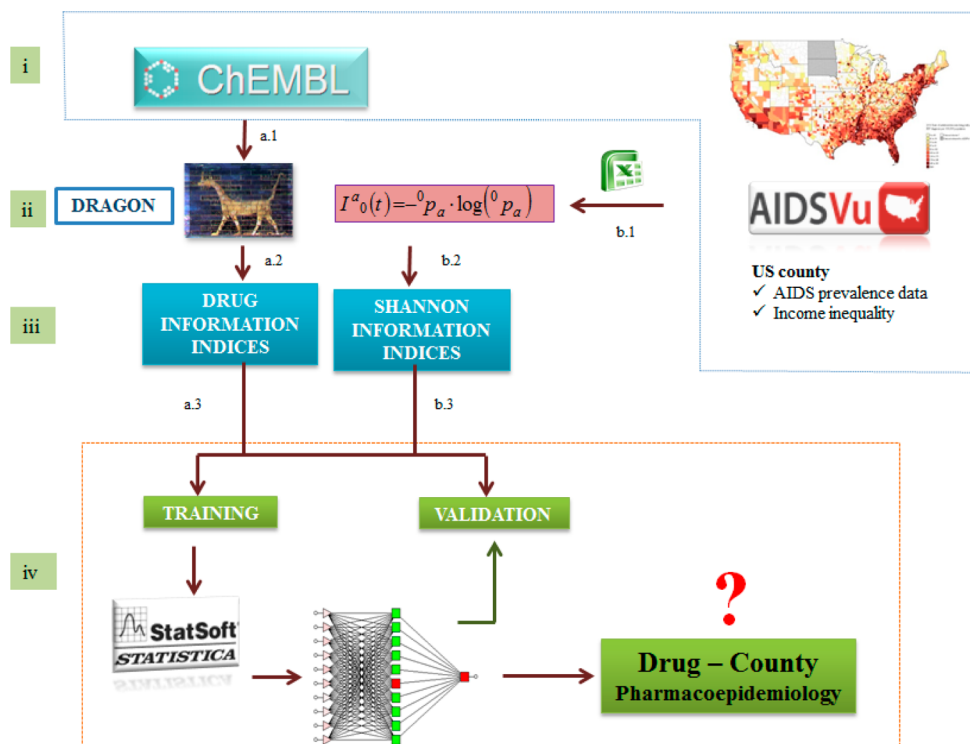 i
ChEMBL
a.1
ii
DRAGON
I^a_0(t)=-^0p_a·log(^0p_a)
b.1
AIDSVu
a.2
b.2
US county
✓ AIDS prevalence data
✓ Income inequality
iii
DRUG
INFORMATION
INDICES
SHANNON
INFORMATION
INDICES
a.3
b.3
TRAINING
VALIDATION
iv
StatSoft
STATISTICA
?
Drug – County
Pharmacoepidemiology